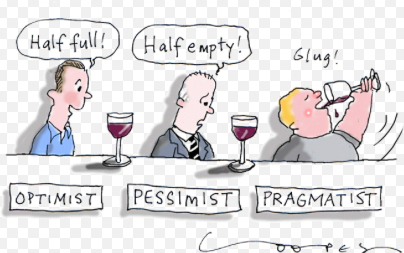 Half full!
Half empty!
Glug!
OPTIMIST
PESSIMIST
PRAGMATIST